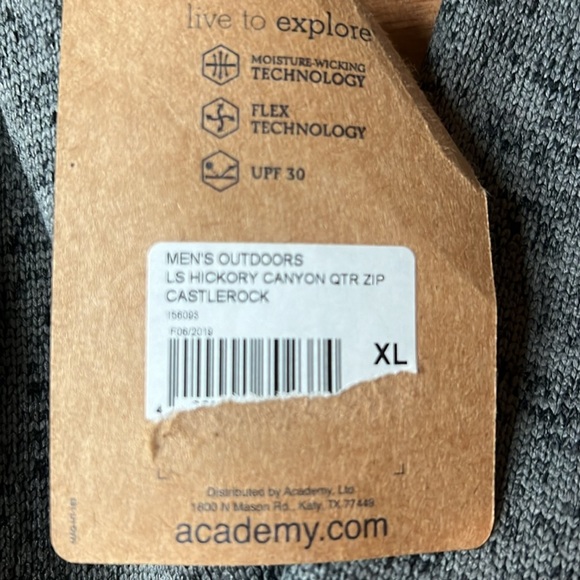 live to explore
MOISTURE-WICKING
TECHNOLOGY
FLEX
TECHNOLOGY
UPF 30
MEN'S OUTDOORS
LS HICKORY CANYON QTR ZIP
CASTLEROCK
156093
F06/2019
XL
4
Distributed by Academy, Ltd
1800 N Mason Rd., Katy, TX 77449
academy.com